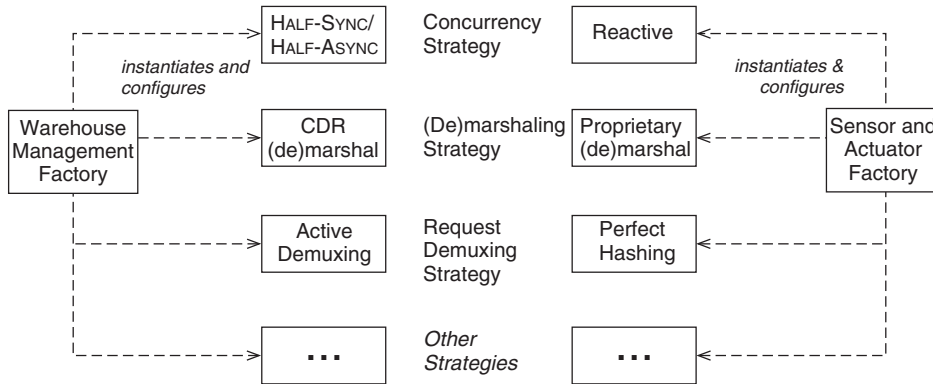 HALF-SYNC/
HALF-ASYNC
Concurrency
Strategy
Reactive
instantiates and
configures
instantiates &
configures
Warehouse
Management
Factory
CDR
(de)marshal
(De)marshaling
Strategy
Proprietary
(de)marshal
Sensor and
Actuator
Factory
Active
Demuxing
Request
Demuxing
Strategy
Perfect
Hashing
...
Other
Strategies
...